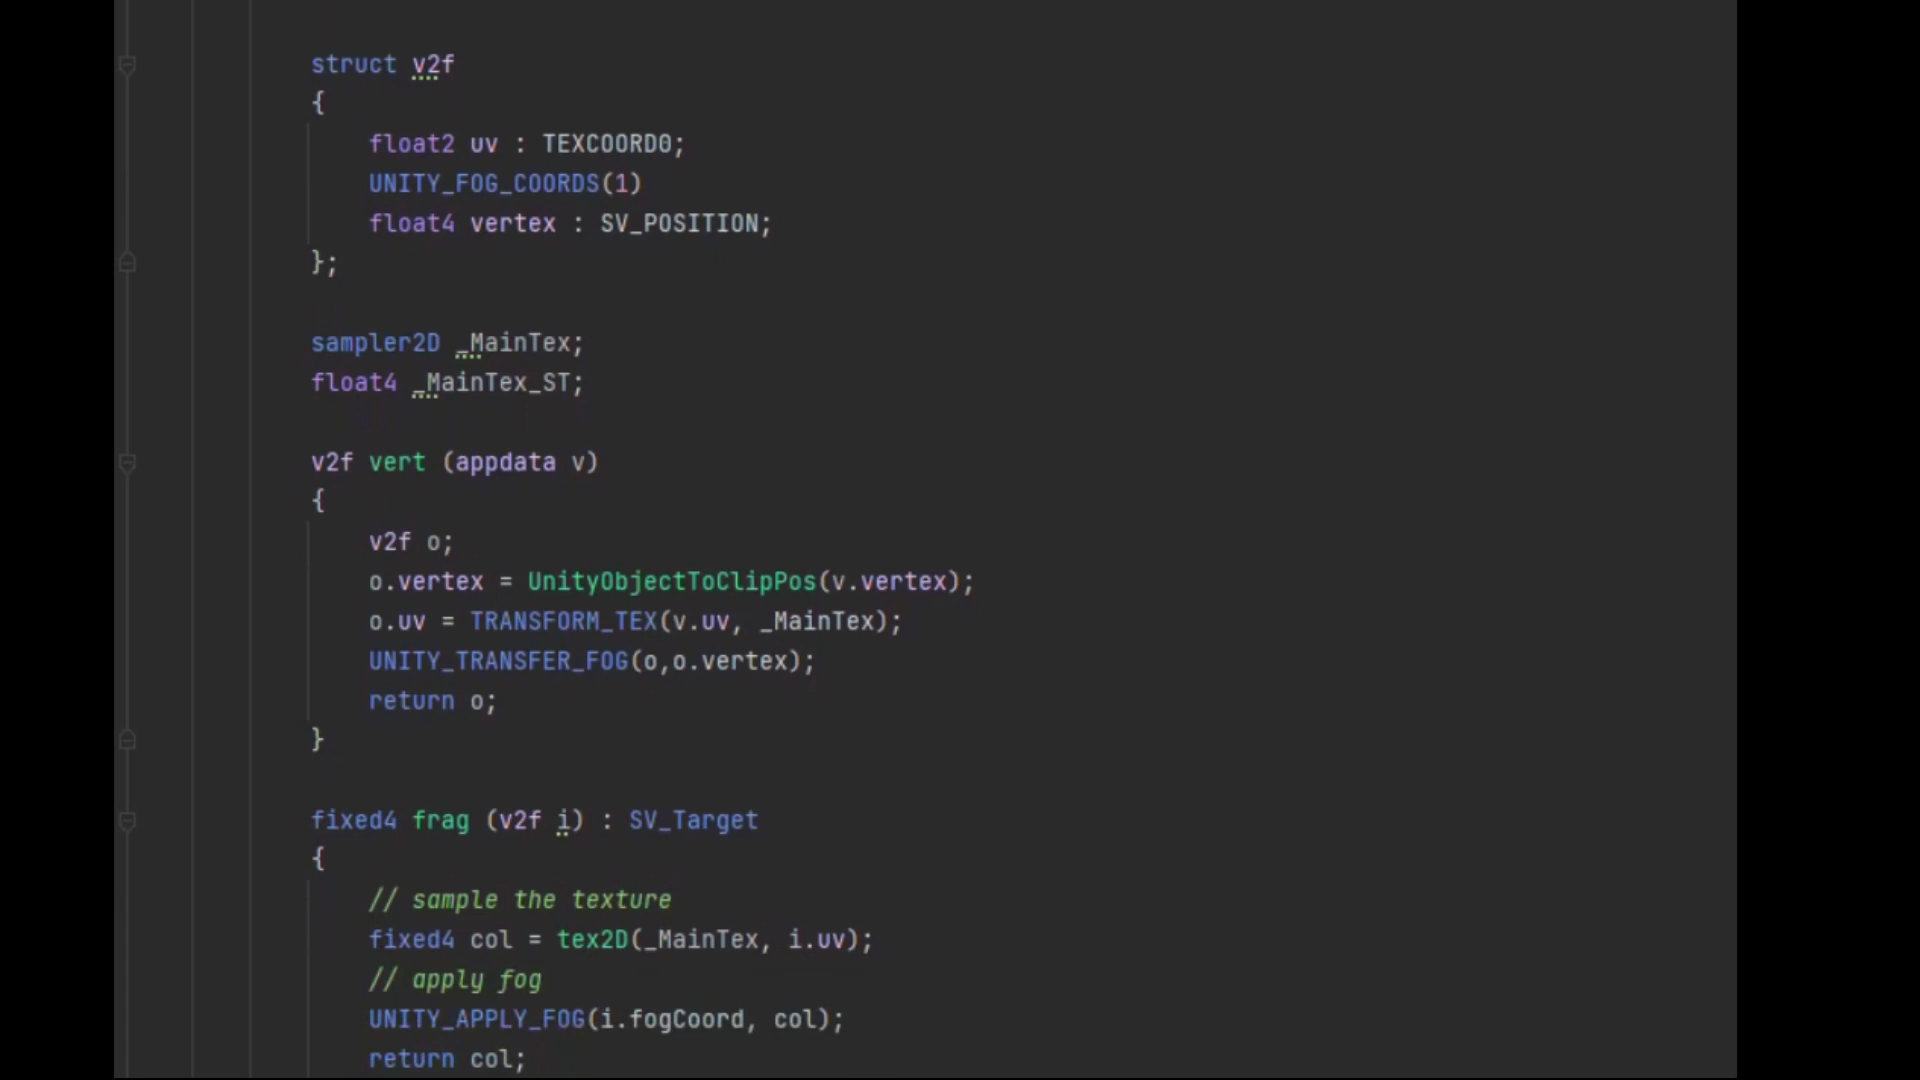 struct v2f
{
float2 uv : TEXCOORD0;
UNITY_FOG_COORDS(1)
float4 vertex : SV_POSITION;
};
sampler2D _MainTex;
float4 _MainTex_ST;
v2f vert (appdata v)
{
v2f o;
o.vertex = UnityObjectToClipPos(v.vertex);
o.uv = TRANSFORM_TEX(v.uv, _MainTex);
UNITY_TRANSFER_FOG(o,o.vertex);
return o;
}
fixed4 frag (v2f i) : SV_Target
{
// sample the texture
fixed4 col = tex2D(_MainTex, i.uv);
// apply fog
UNITY_APPLY_FOG(i.fogCoord, col);
return col;